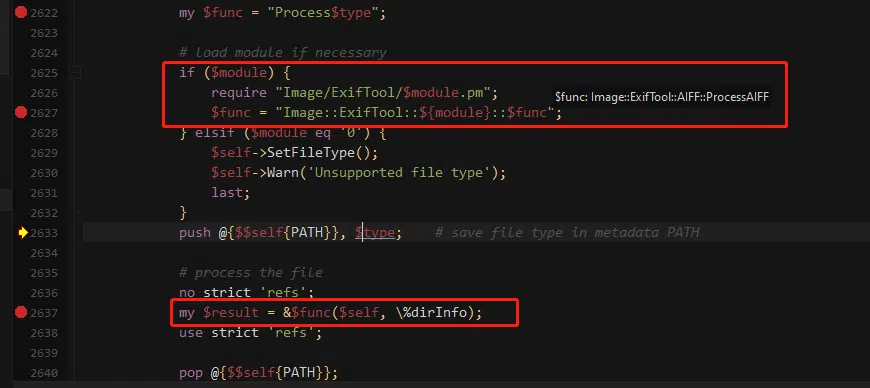 2622 my $func = "Process$type";
2623
2624 # load module if necessary
2625 if ($module) {
2626 require "Image/ExifTool/$module.pm";
$func: Image::ExifTool::AIFF::ProcessAIFF
2627 $func = "Image::ExifTool::${module}::$func";
2628 } elsif ($module eq '0') {
2629 $self->SetFileType();
2630 $self->Warn('Unsupported file type');
2631 last;
2632 }
2633 push @{$$self{PATH}}, $type; # save file type in metadata PATH
2634
2635 # process the file
2636 no strict 'refs';
2637 my $result = &$func($self, \%dirInfo);
2638 use strict 'refs';
2639
2640 pop @{$$self{PATH}};